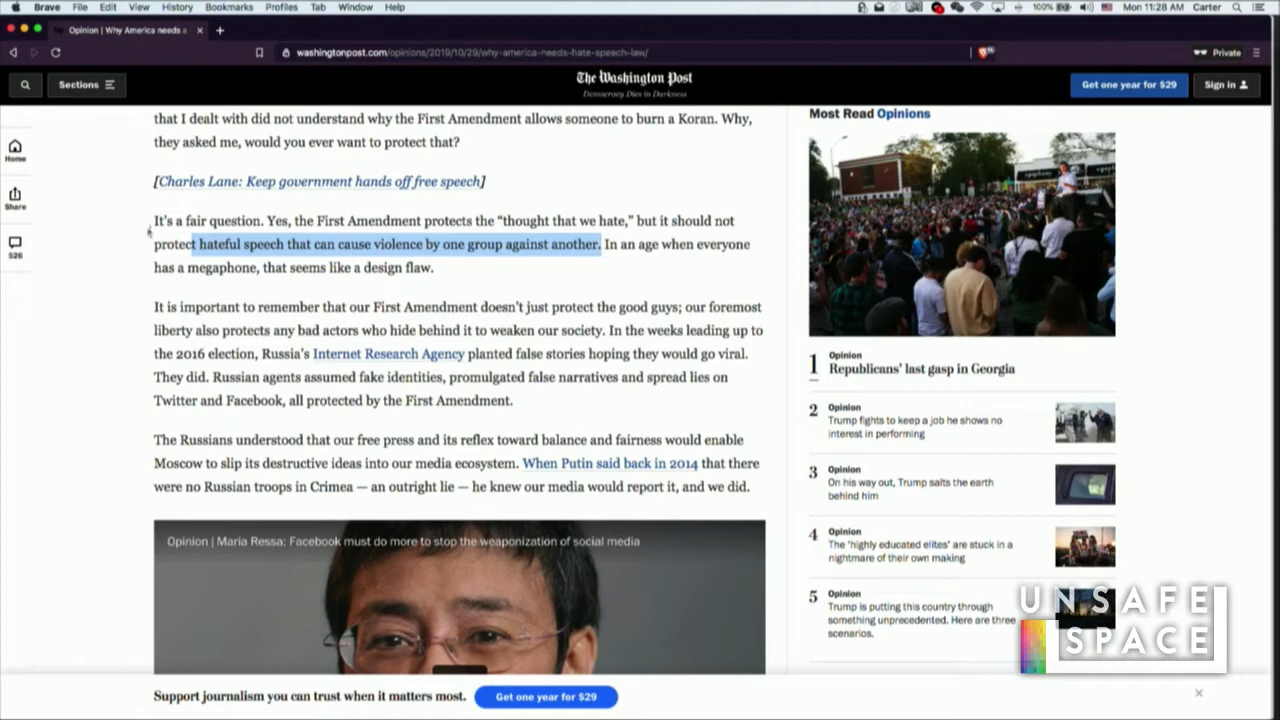 Brave File Edit View History Bookmarks Profiles Tab Window Help
100% Mon 11:28 AM Carter
Opinion | Why America needs a
washingtonpost.com/opinions/2019/10/29/why-america-needs-hate-speech-law/
Private
Sections
The Washington Post
Democracy Dies in Darkness
Get one year for $29
Sign in
Home
Share
526
that I dealt with did not understand why the First Amendment allows someone to burn a Koran. Why,
they asked me, would you ever want to protect that?
[Charles Lane: Keep government hands off free speech]
It's a fair question. Yes, the First Amendment protects the “thought that we hate,” but it should not
protect hateful speech that can cause violence by one group against another. In an age when everyone
has a megaphone, that seems like a design flaw.
It is important to remember that our First Amendment doesn't just protect the good guys; our foremost
liberty also protects any bad actors who hide behind it to weaken our society. In the weeks leading up to
the 2016 election, Russia's Internet Research Agency planted false stories hoping they would go viral.
They did. Russian agents assumed fake identities, promulgated false narratives and spread lies on
Twitter and Facebook, all protected by the First Amendment.
The Russians understood that our free press and its reflex toward balance and fairness would enable
Moscow to slip its destructive ideas into our media ecosystem. When Putin said back in 2014 that there
were no Russian troops in Crimea — an outright lie — he knew our media would report it, and we did.
Opinion | Maria Ressa: Facebook must do more to stop the weaponization of social media
Most Read Opinions
1
Opinion
Republicans' last gasp in Georgia
2
Opinion
Trump fights to keep a job he shows no
interest in performing
3
Opinion
On his way out, Trump salts the earth
behind him
4
Opinion
The 'highly educated elites' are stuck in a
nightmare of their own making
5
Opinion
Trump is putting this country through
something unprecedented. Here are three
scenarios.
UNSAFE
SPACE
Support journalism you can trust when it matters most.
Get one year for $29